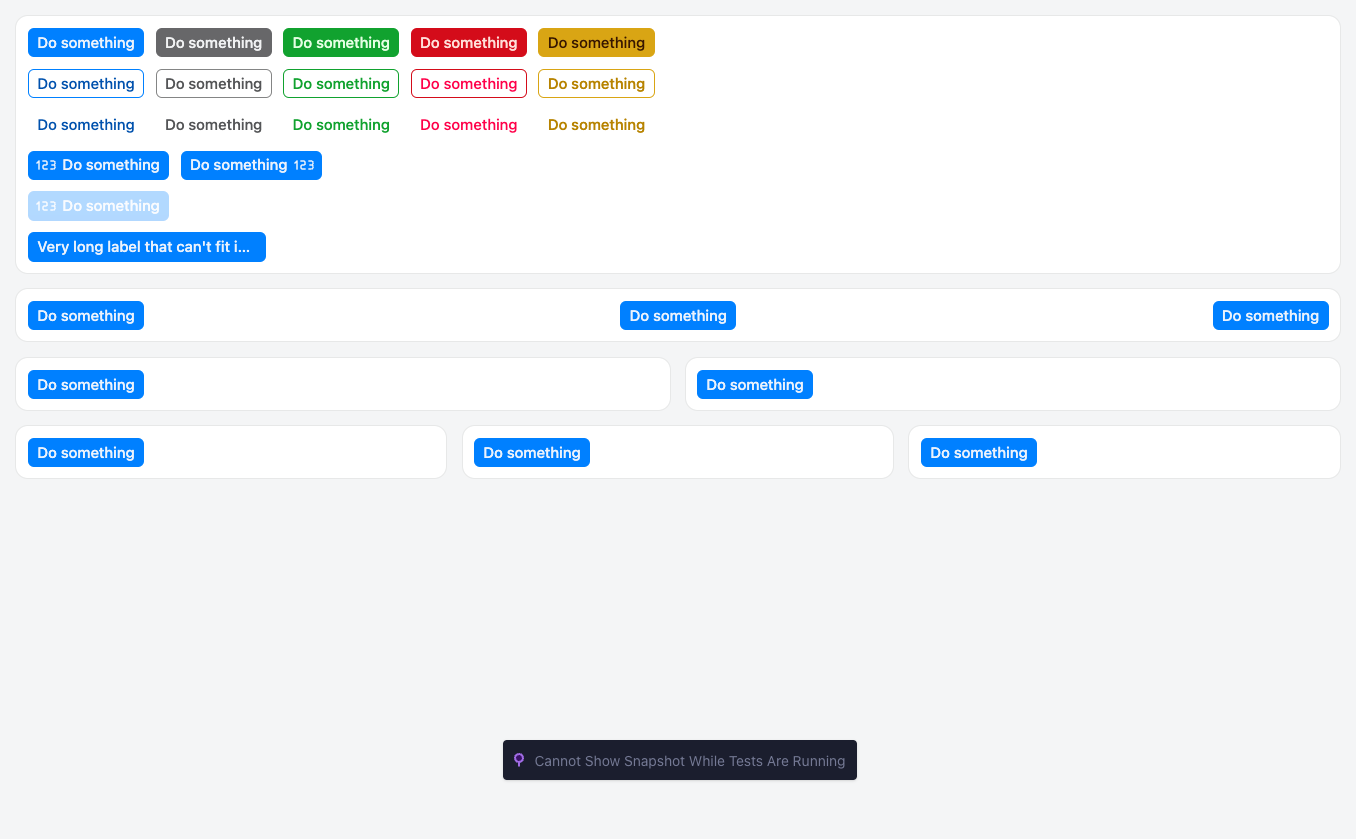 Do something Do something Do something Do something Do something
Do something Do something Do something Do something Do something
Do something Do something Do something Do something Do something
123 Do something Do something 123
123 Do something
Very long label that can't fit i...
Do something Do something Do something
Do something Do something
Do something Do something Do something
Cannot Show Snapshot While Tests Are Running